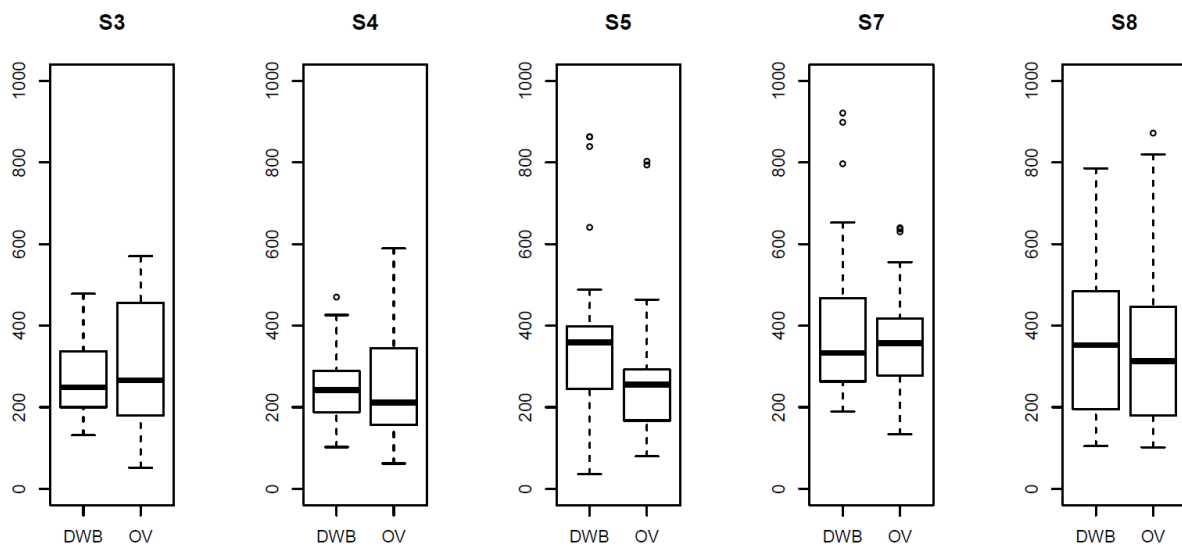 S3 S4 S5 S7 S8
1000 1000 1000 1000 1000
800 800 800 800 800
600 600 600 600 600
400 400 400 400 400
200 200 200 200 200
0 0 0 0 0
DWB OV DWB OV DWB OV DWB OV DWB OV